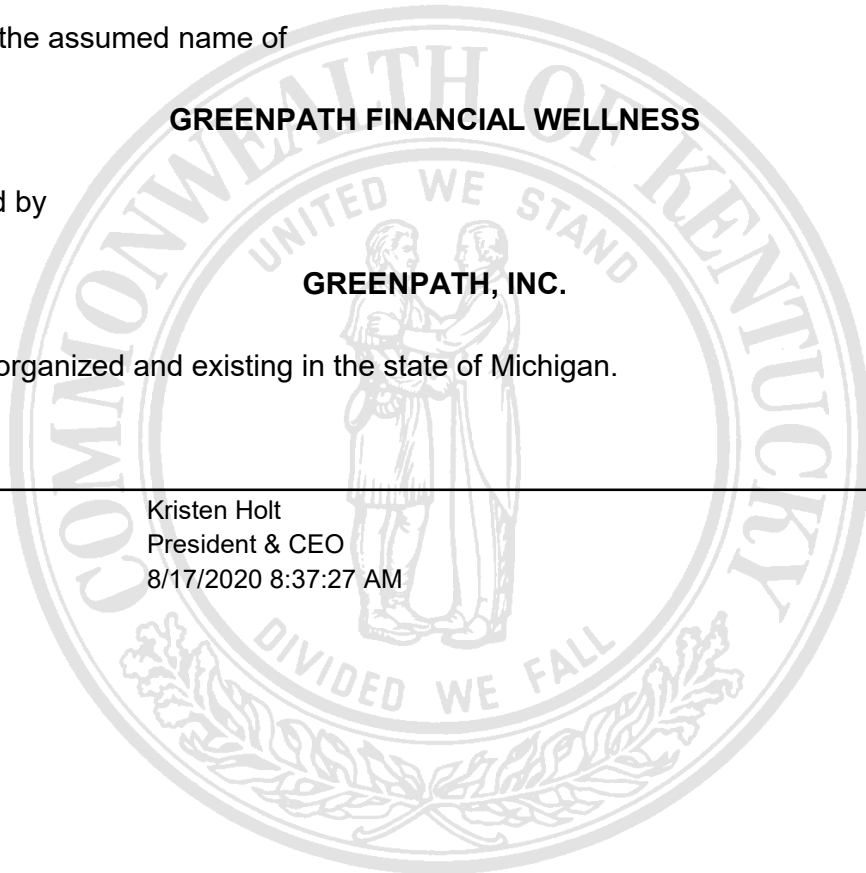 the assumed name of
GREENPATH FINANCIAL WELLNESS
by
GREENPATH, INC.
organized and existing in the state of Michigan.
Kristen Holt
President & CEO
8/17/2020 8:37:27 AM
COMMONWEALTH OF KENTUCKY
UNITED WE STAND
DIVIDED WE FALL